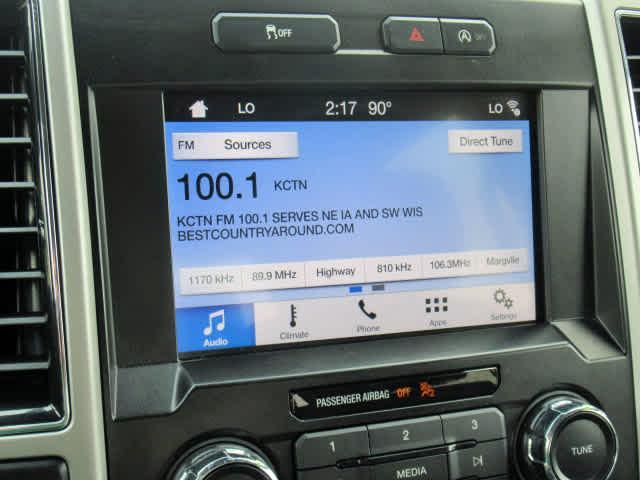 OFF
LO 2:17 90° LO
FM Sources Direct Tune
100.1 KCTN
KCTN FM 100.1 SERVES NE IA AND SW WIS
BESTCOUNTRYAROUND.COM
1170 kHz 89.9 MHz Highway 810 kHz 106.3MHz Margvlle
Audio Climate Phone Apps Settings
PASSENGER AIRBAG OFF
1 2 3
MEDIA
TUNE